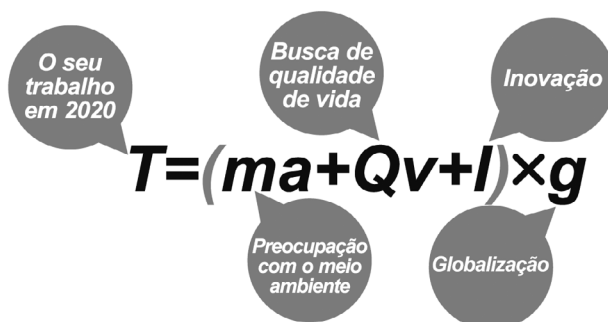 O seu
trabalho
em 2020
Busca de
qualidade
de vida
Inovação
T=(ma+Qv+I)×g
Preocupação
com o meio
ambiente
Globalização